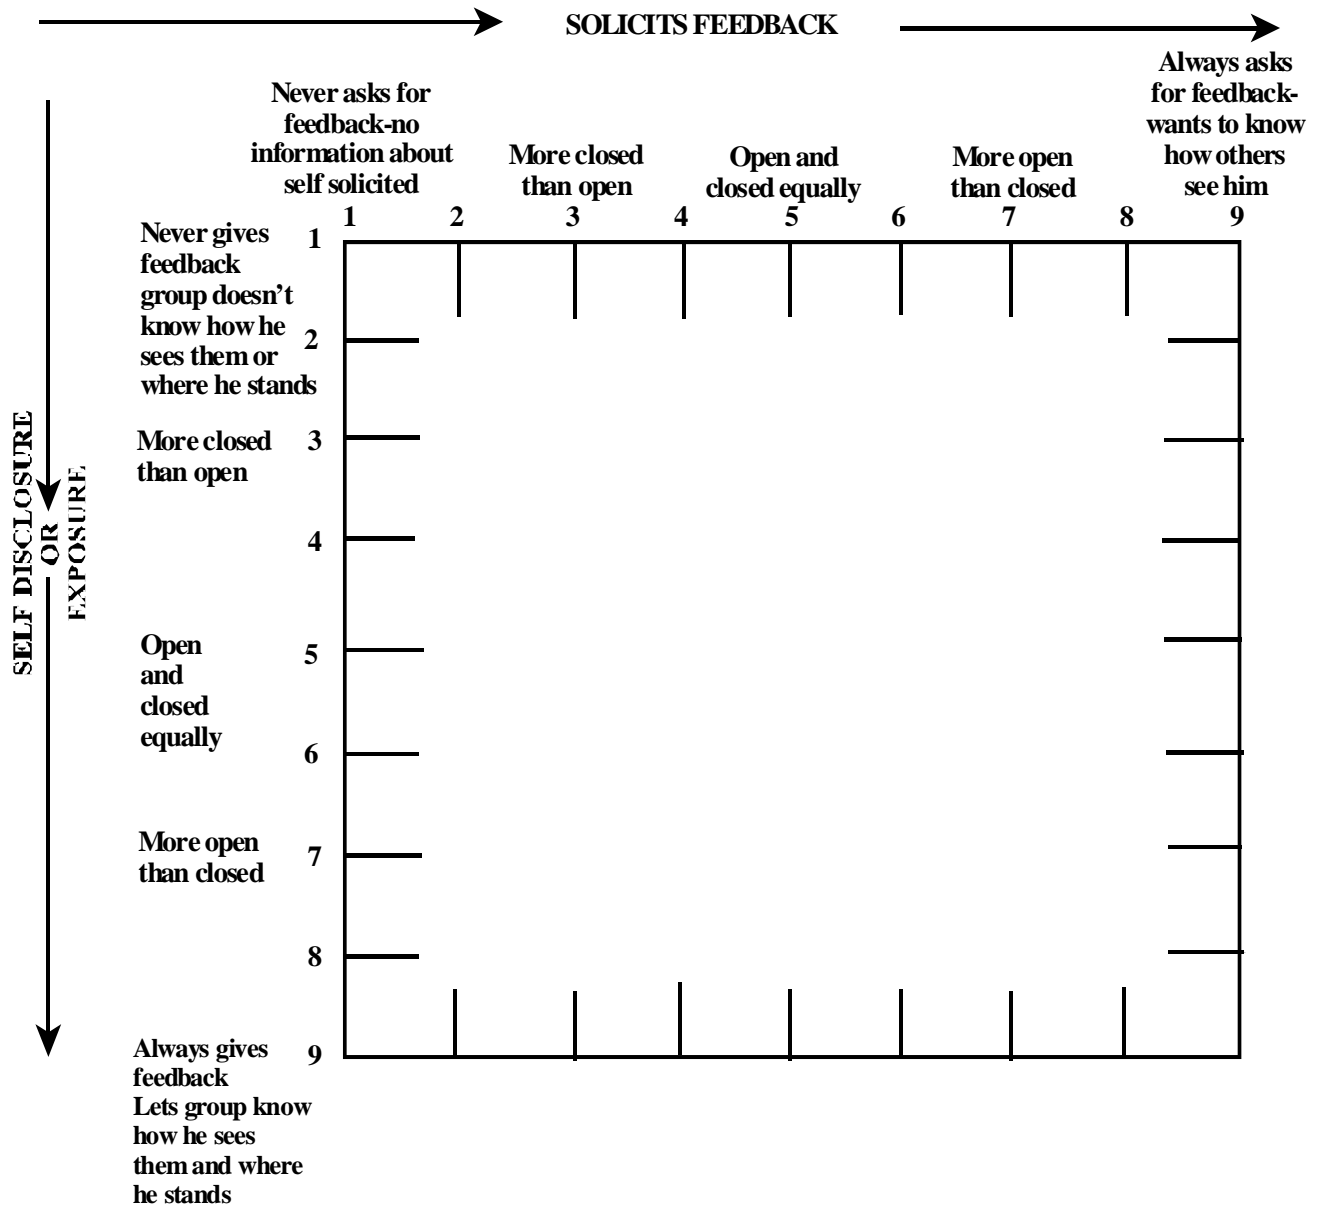 SOLICITS FEEDBACK
Never asks for
feedback-no
information about
self solicited
More closed
than open
Open and
closed equally
More open
than closed
Always asks
for feedback-
wants to know
how others
see him
1 2 3 4 5 6 7 8 9
Never gives
feedback
group doesn't
know how he
sees them or
where he stands
1
2
More closed
than open
3
4
Open
and
closed
equally
5
6
More open
than closed
7
8
Always gives
feedback
Lets group know
how he sees
them and where
he stands
9
SELF DISCLOSURE
OR
EXPOSURE